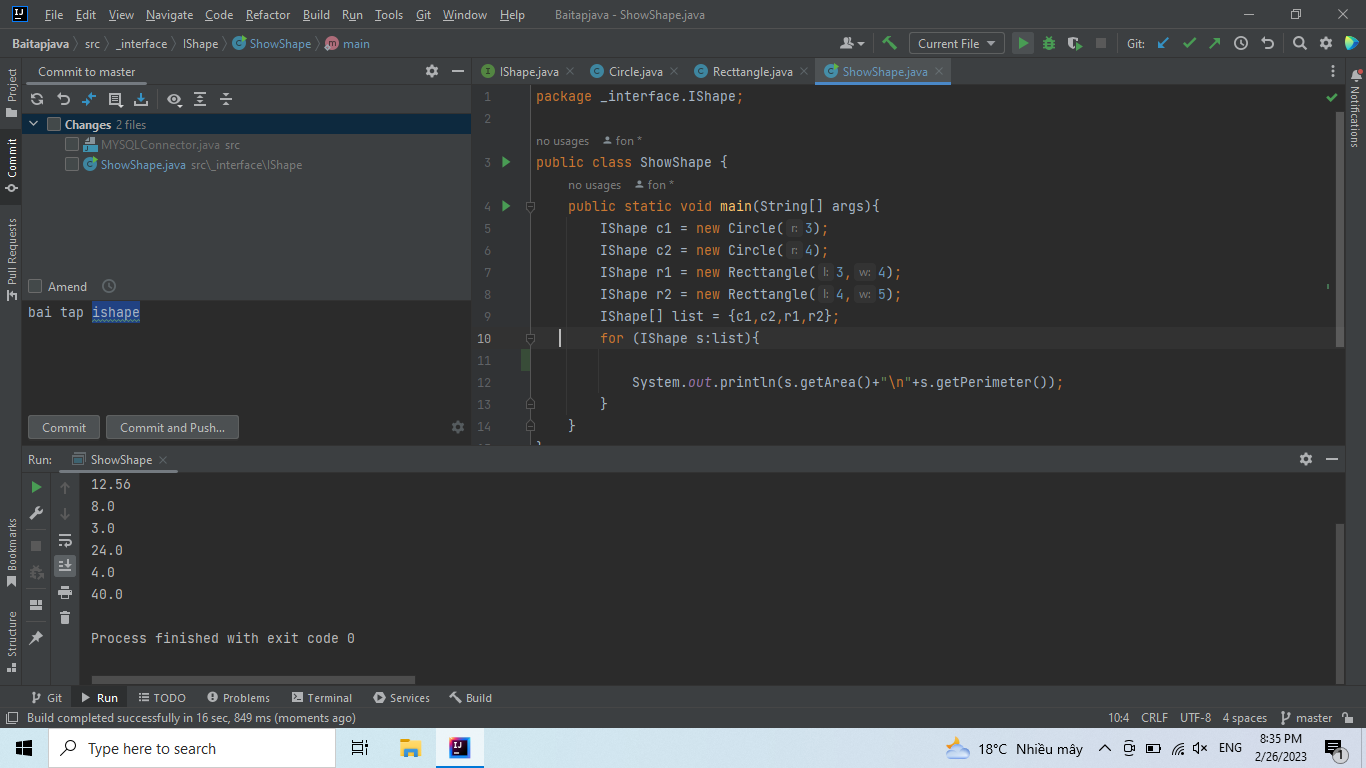 File Edit View Navigate Code Refactor Build Run Tools Git Window Help Baitapjava - ShowShape.java
Baitapjava src _interface IShape ShowShape main Current File Git:
Project
Commit
Pull Requests
Bookmarks
Structure
Commit to master
Changes 2 files
MYSQLConnector.java src
ShowShape.java src\_interface\IShape
Amend
bai tap ishape
Commit Commit and Push...
IShape.java Circle.java Recttangle.java ShowShape.java
1 package _interface.IShape;
2
no usages fon *
3 public class ShowShape {
no usages fon *
4 public static void main(String[] args){
5 IShape c1 = new Circle( r: 3);
6 IShape c2 = new Circle( r: 4);
7 IShape r1 = new Recttangle( l: 3, w: 4);
8 IShape r2 = new Recttangle( l: 4, w: 5);
9 IShape[] list = {c1,c2,r1,r2};
10 for (IShape s:list){
11
12 System.out.println(s.getArea()+"\n"+s.getPerimeter());
13 }
14 }
Notifications
Run: ShowShape
12.56
8.0
3.0
24.0
4.0
40.0
Process finished with exit code 0
Git Run TODO Problems Terminal Services Build
Build completed successfully in 16 sec, 849 ms (moments ago) 10:4 CRLF UTF-8 4 spaces master
Type here to search 18°C Nhiều mây ENG 8:35 PM
2/26/2023 1